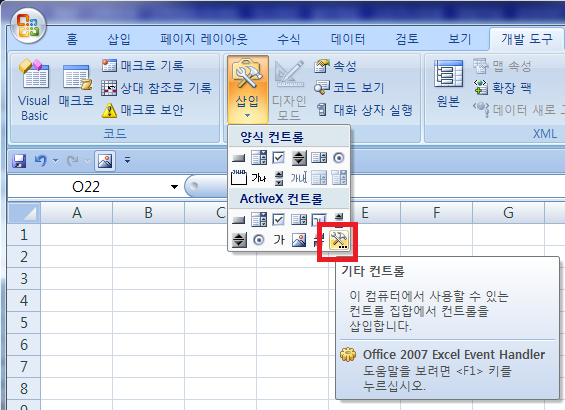 홈 삽입 페이지 레이아웃 수식 데이터 검토 보기 개발 도구
Visual Basic
매크로
매크로 기록
상대 참조로 기록
매크로 보안
코드
삽입
디자인 모드
속성
코드 보기
대화 상자 실행
원본
맵 속성
확장 팩
데이터 새로 고
XML
양식 컨트롤
가나
ActiveX 컨트롤
가
O22
A B C E F G
1
2
3
4
5
6
7
8
9
기타 컨트롤
이 컴퓨터에서 사용할 수 있는
컨트롤 집합에서 컨트롤을
삽입합니다.
Office 2007 Excel Event Handler
도움말을 보려면 <F1> 키를
누르십시오.